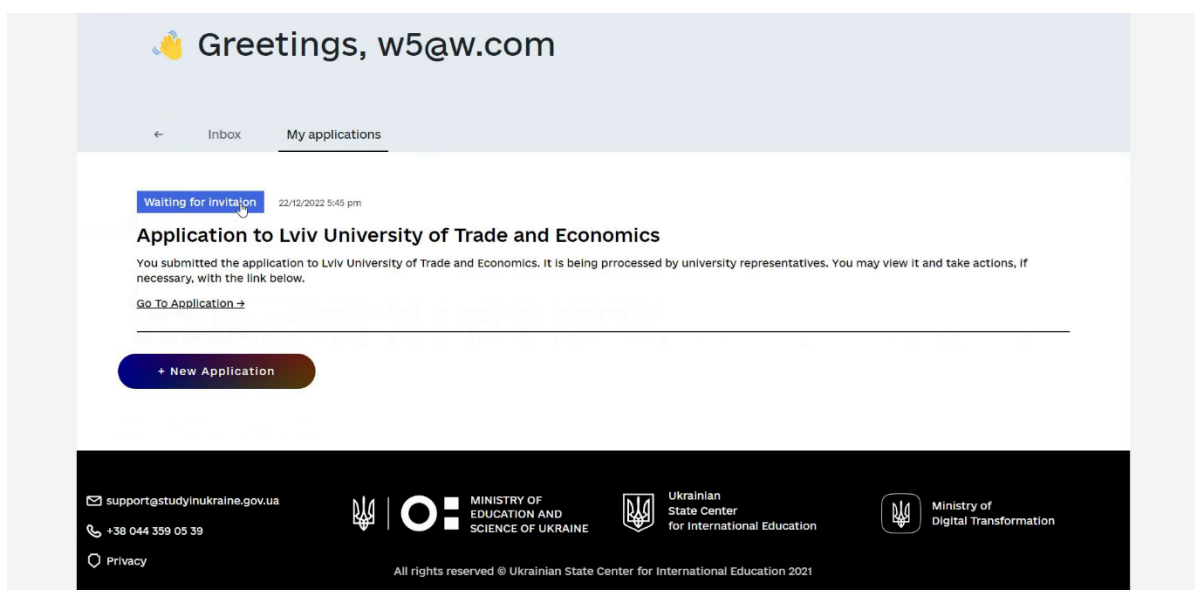 Greetings, w5@w.com
← Inbox My applications
Waiting for invitaion 22/12/2022 5:45 pm
Application to Lviv University of Trade and Economics
You submitted the application to Lviv University of Trade and Economics. It is being prrocessed by university representatives. You may view it and take actions, if
necessary, with the link below.
Go To Application →
+ New Application
support@studyinukraine.gov.ua
+38 044 359 05 39
Privacy
MINISTRY OF
EDUCATION AND
SCIENCE OF UKRAINE
Ukrainian
State Center
for International Education
Ministry of
Digital Transformation
All rights reserved © Ukrainian State Center for International Education 2021